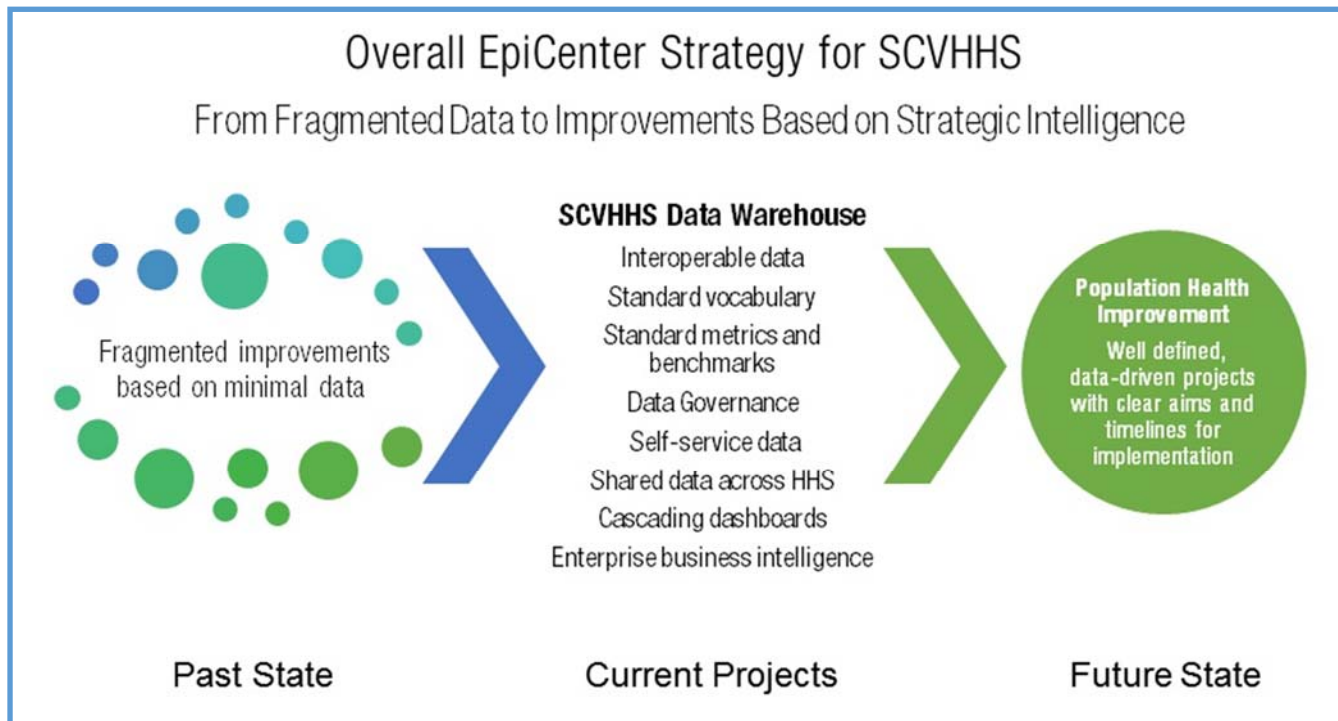 Overall EpiCenter Strategy for SCVHHS
From Fragmented Data to Improvements Based on Strategic Intelligence
Fragmented improvements
based on minimal data
SCVHHS Data Warehouse
Interoperable data
Standard vocabulary
Standard metrics and
benchmarks
Data Governance
Self-service data
Shared data across HHS
Cascading dashboards
Enterprise business intelligence
Population Health
Improvement
Well defined,
data-driven projects
with clear aims and
timelines for
implementation
Past State
Current Projects
Future State